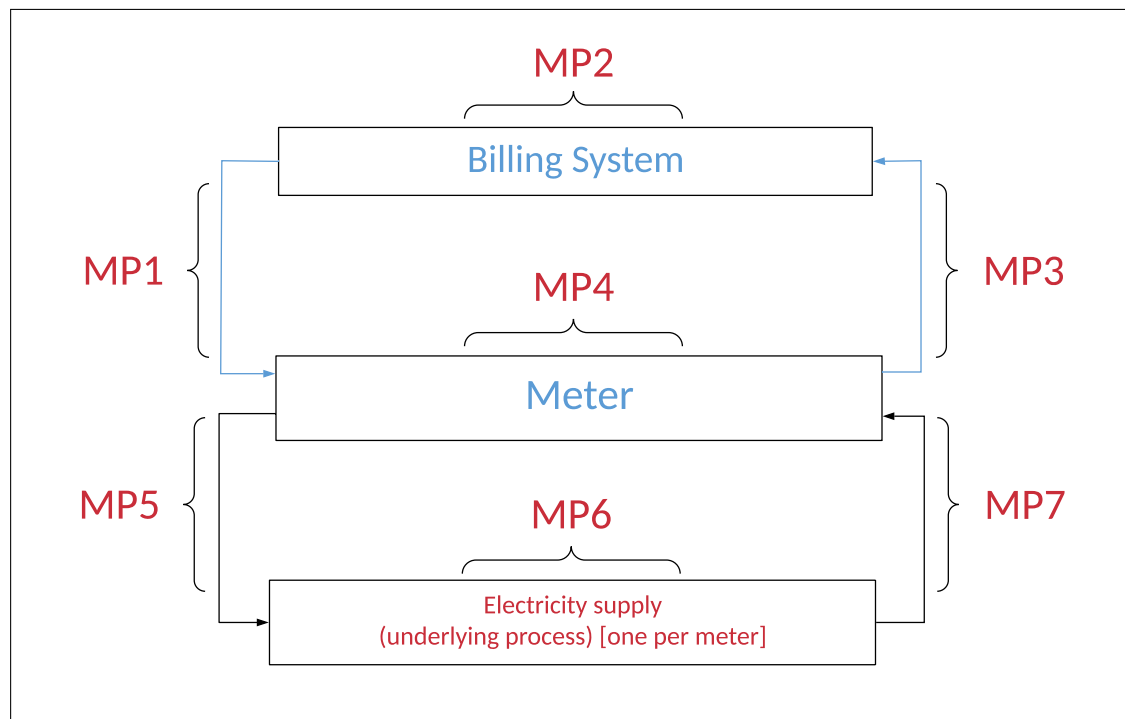 MP2
Billing System
MP1
MP3
MP4
Meter
MP5
MP7
MP6
Electricity supply
(underlying process) [one per meter]